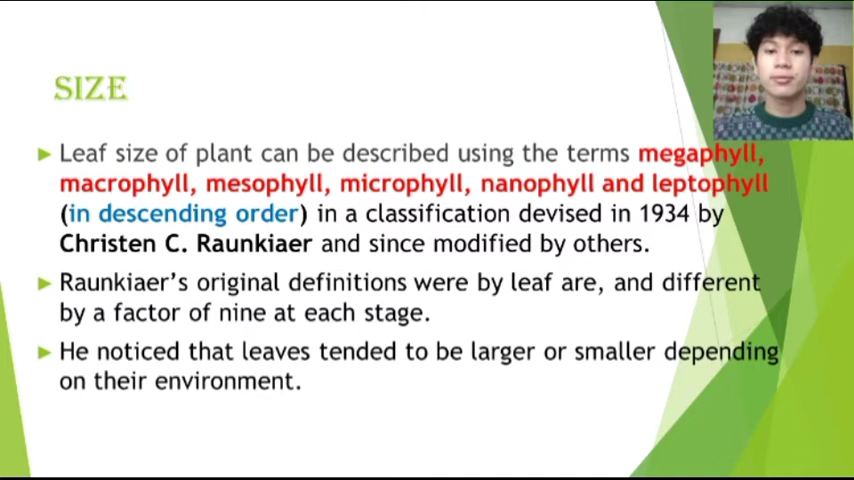 SIZE
Leaf size of plant can be described using the terms megaphyll,
macrophyll, mesophyll, microphyll, nanophyll and leptophyll
(in descending order) in a classification devised in 1934 by
Christen C. Raunkiaer and since modified by others.
Raunkiaer’s original definitions were by leaf are, and different
by a factor of nine at each stage.
He noticed that leaves tended to be larger or smaller depending
on their environment.